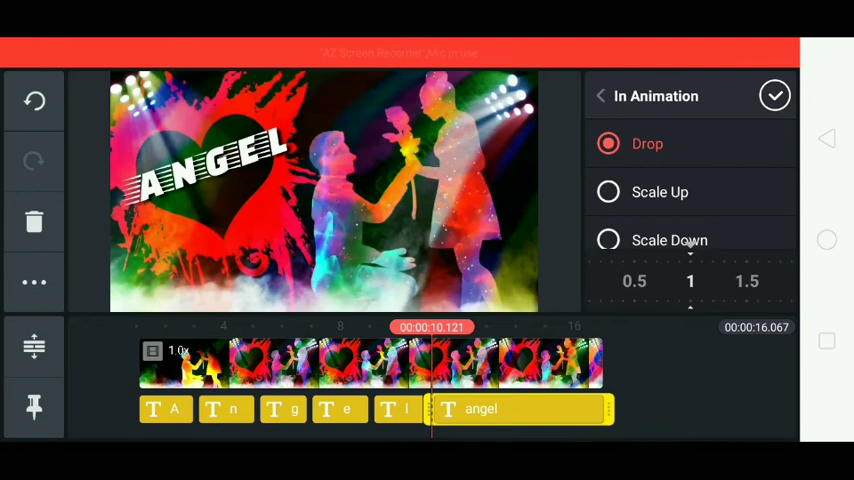 "AZ Screen Recorder"_Mic in use
ANGEL
In Animation
Drop
Scale Up
Scale Down
0.5 1 1.5
4 8 00:00:10.121 16 00:00:16.067
1.0x
T A T n T g T e T l T angel